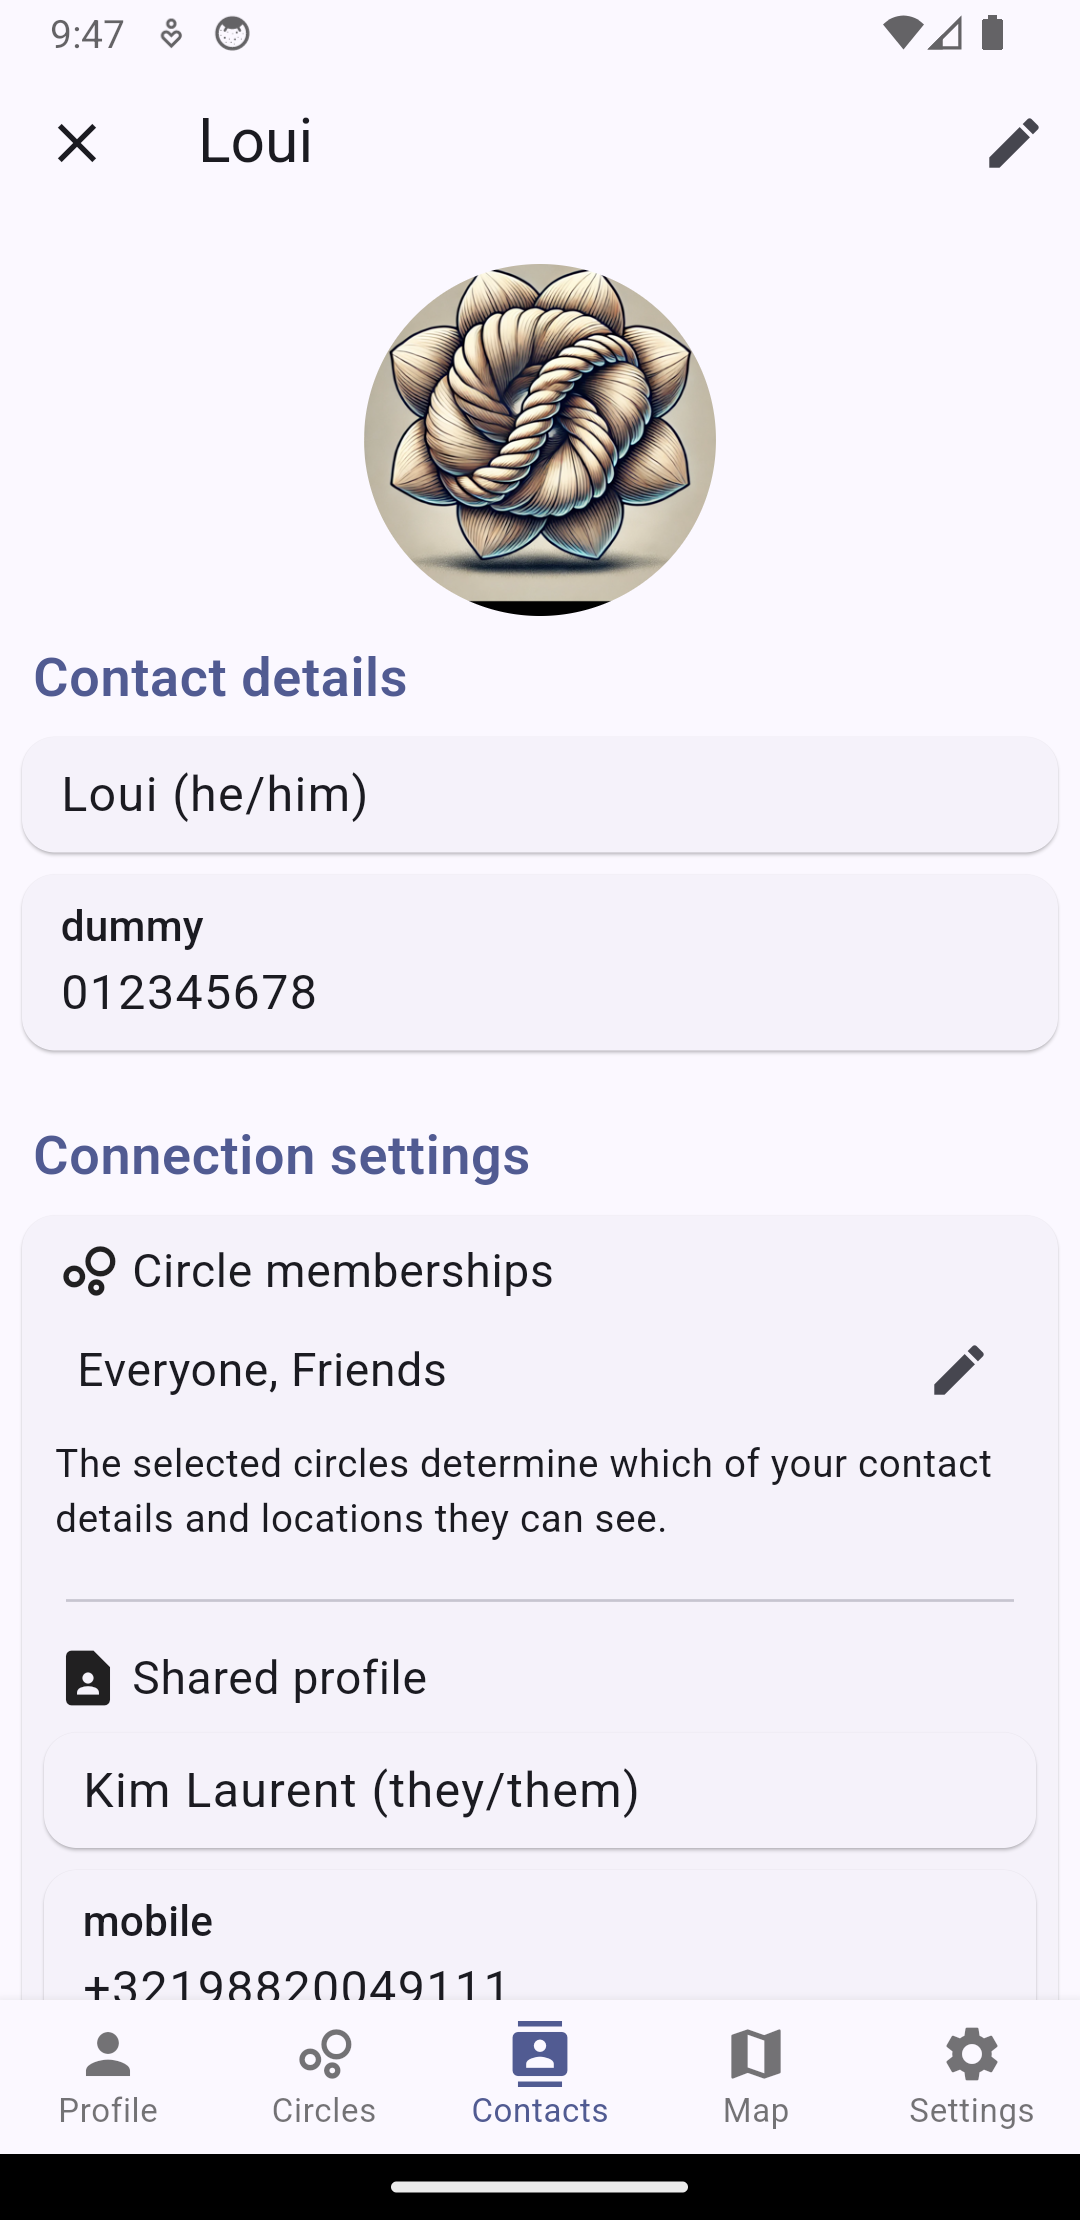 9:47
Loui
Contact details
Loui (he/him)
dummy
012345678
Connection settings
Circle memberships
Everyone, Friends
The selected circles determine which of your contact
details and locations they can see.
Shared profile
Kim Laurent (they/them)
mobile
+32198820049111
Profile
Circles
Contacts
Map
Settings